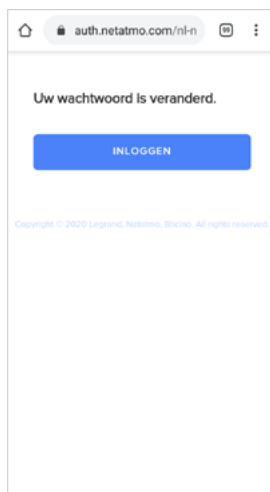 auth.netatmo.com/nl-n
99
Uw wachtwoord is veranderd.
INLOGGEN
Copyright © 2020 Legrand, Netatmo, Bticino. All rights reserved.